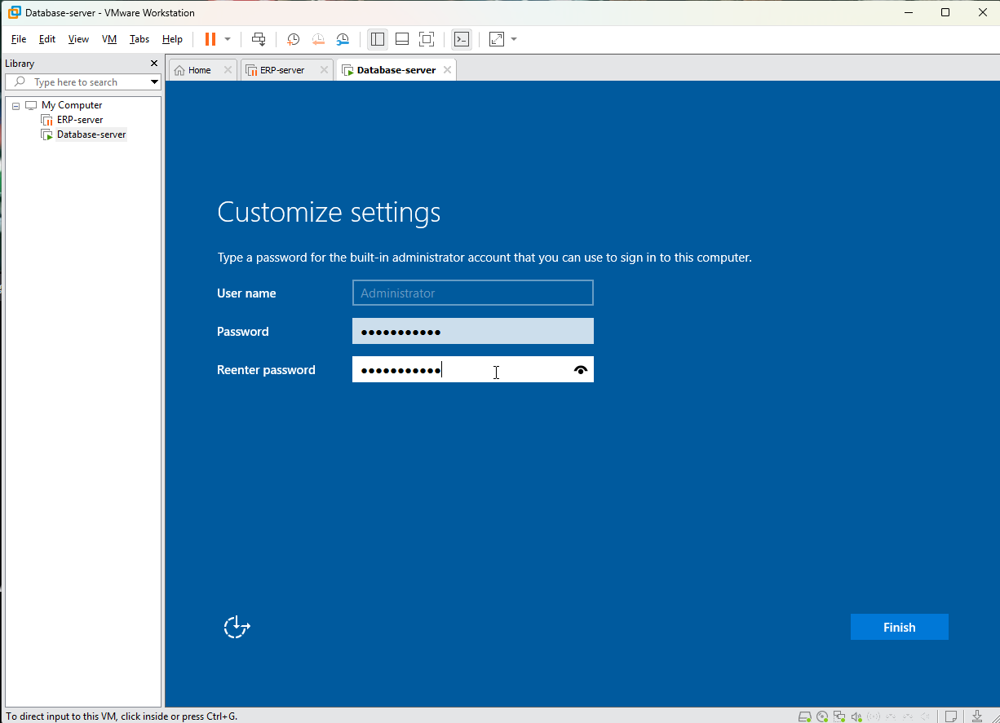 Database-server - VMware Workstation
File Edit View VM Tabs Help
Library
Type here to search
Home
ERP-server
Database-server
My Computer
ERP-server
Database-server
Customize settings
Type a password for the built-in administrator account that you can use to sign in to this computer.
User name
Administrator
Password
●●●●●●●●●●●
Reenter password
●●●●●●●●●●●
Finish
To direct input to this VM, click inside or press Ctrl+G.